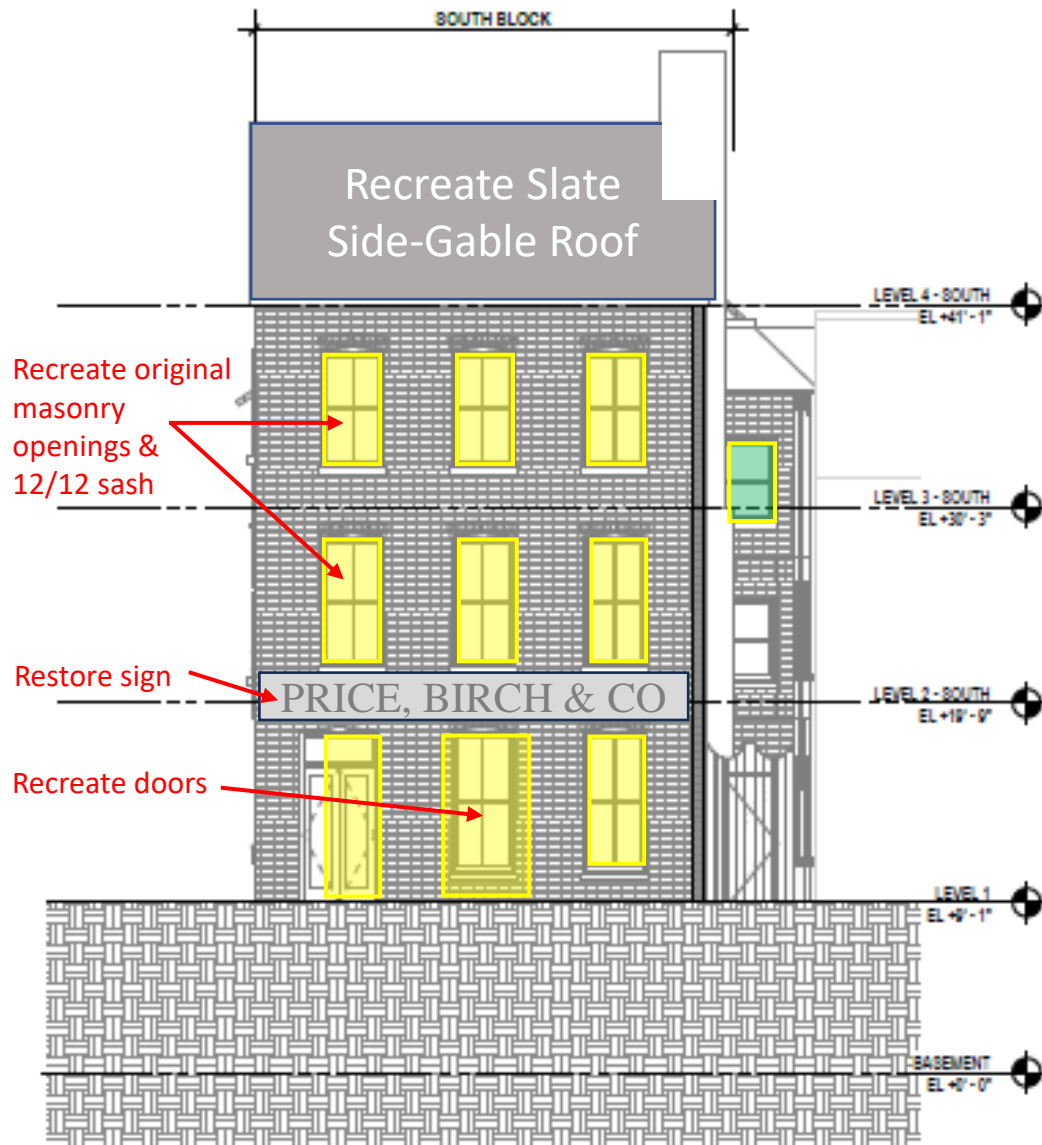 SOUTH BLOCK
Recreate Slate
Side-Gable Roof
LEVEL 4 - SOUTH
EL +41' - 1"
Recreate original
masonry
openings &
12/12 sash
LEVEL 3 - SOUTH
EL +30' - 3"
Restore sign
PRICE, BIRCH & CO
LEVEL 2 - SOUTH
EL +19' - 9"
Recreate doors
LEVEL 1
EL +9' - 1"
BASEMENT
EL +0' - 0"